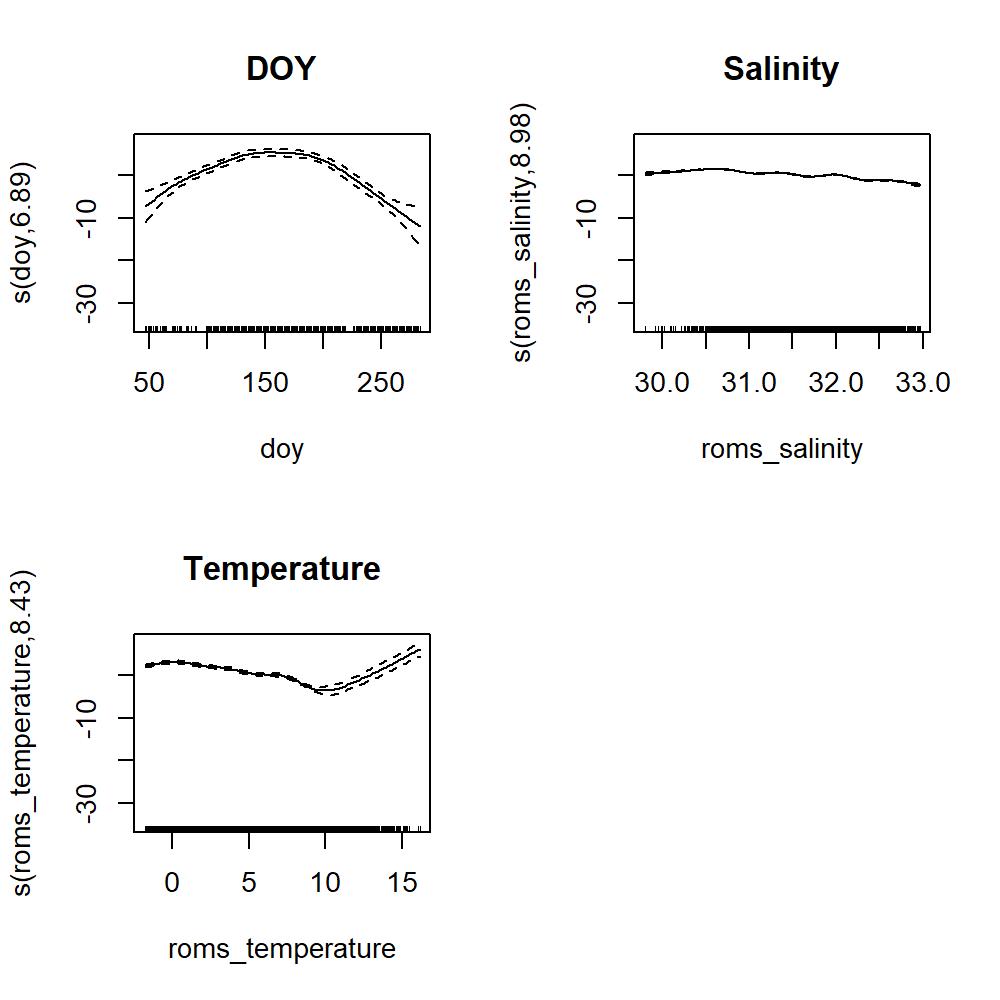 DOY
s(doy,6.89)
-10
-30
50 150 250
doy
Salinity
s(roms_salinity,8.98)
-10
-30
30.0 31.0 32.0 33.0
roms_salinity
Temperature
s(roms_temperature,8.43)
-10
-30
0 5 10 15
roms_temperature